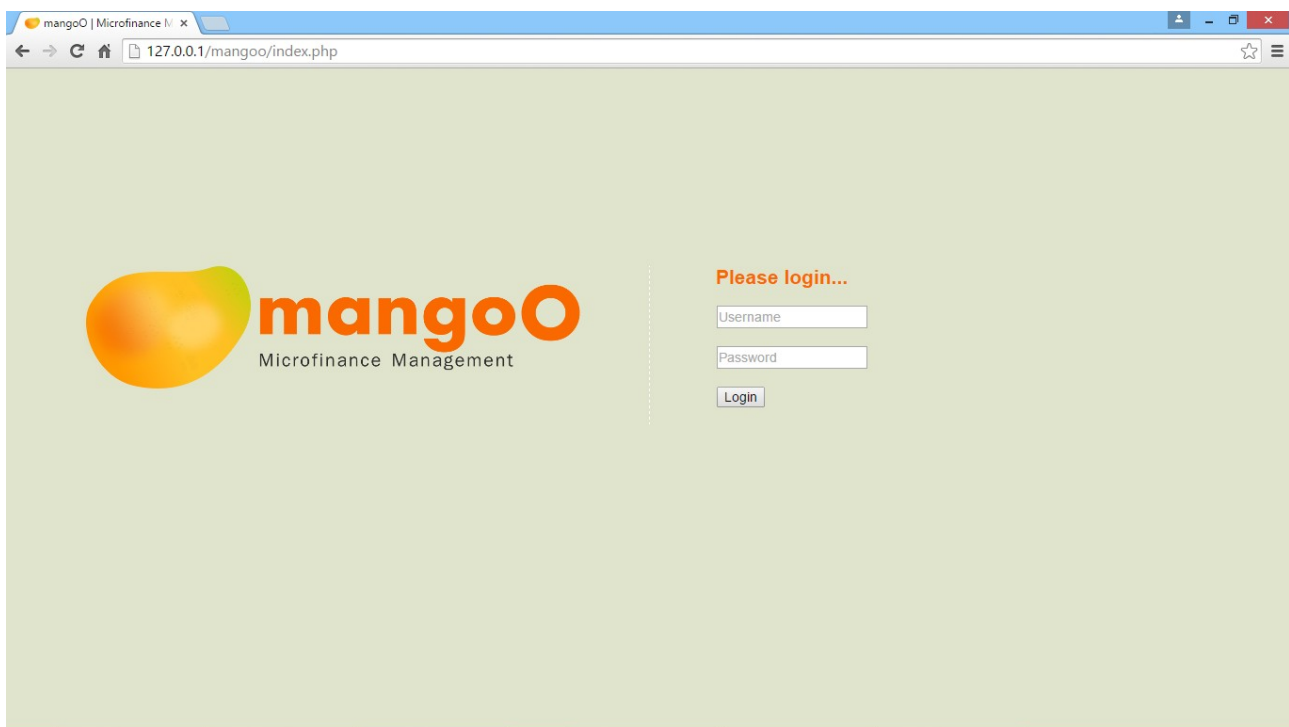 mangoO | Microfinance M
127.0.0.1/mangoo/index.php
mangoO
Microfinance Management
Please login...
Username
Password
Login